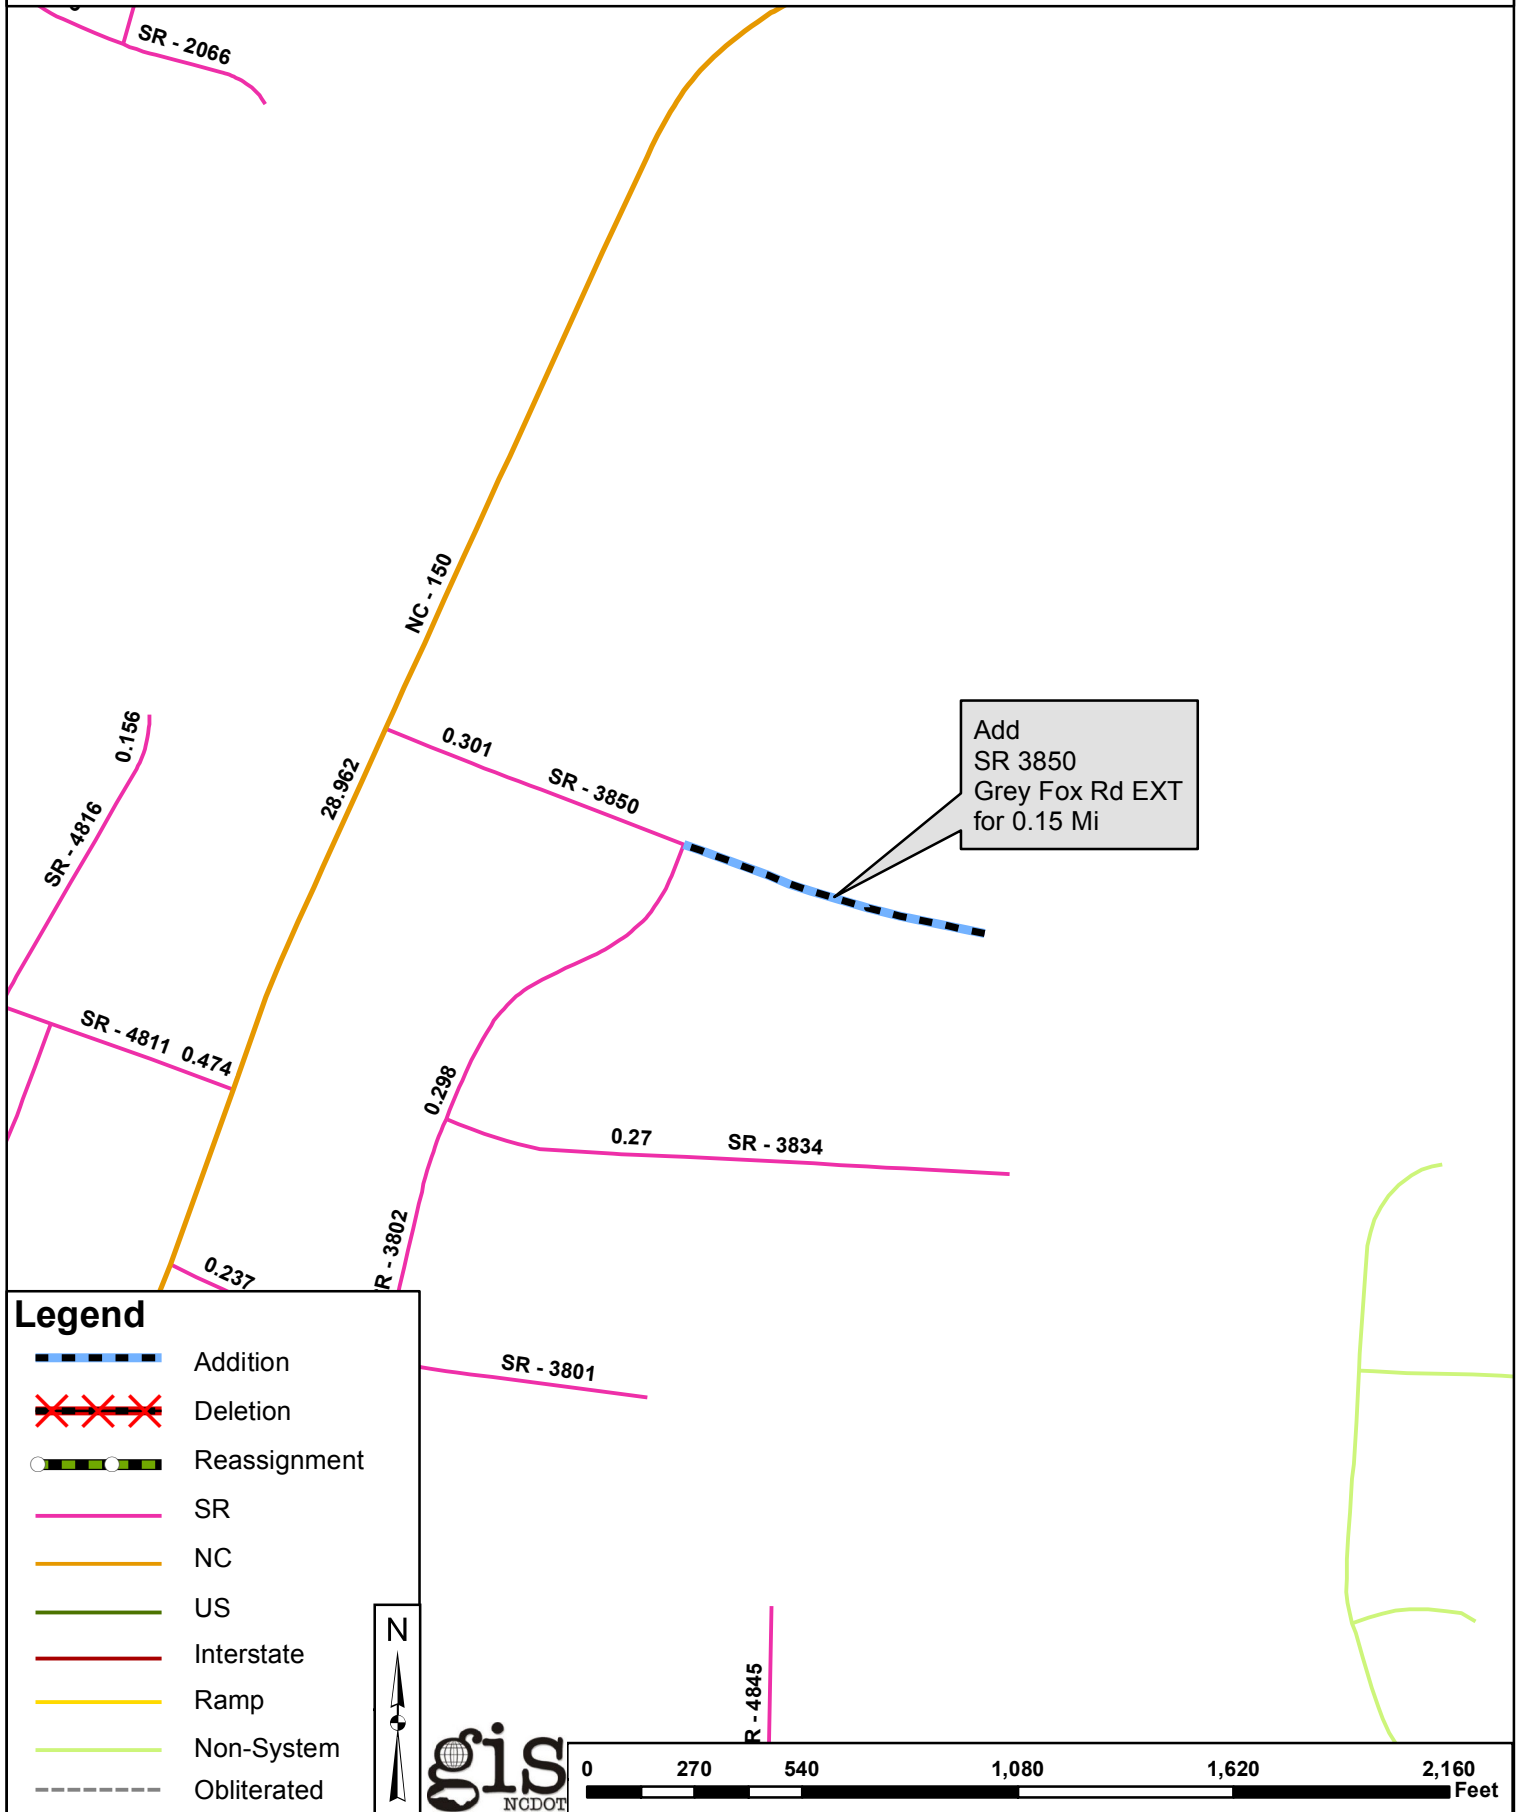 SR - 2066
NC - 150
28.962
0.156
SR - 4816
0.301
SR - 3850
Add
SR 3850
Grey Fox Rd EXT
for 0.15 Mi
SR - 4811 0.474
0.298
0.27 SR - 3834
R - 3802
0.237
SR - 3801
R - 4845
Legend
Addition
Deletion
Reassignment
SR
NC
US
Interstate
Ramp
Non-System
Obliterated
N
gis
NCDOT
0 270 540 1,080 1,620 2,160
Feet